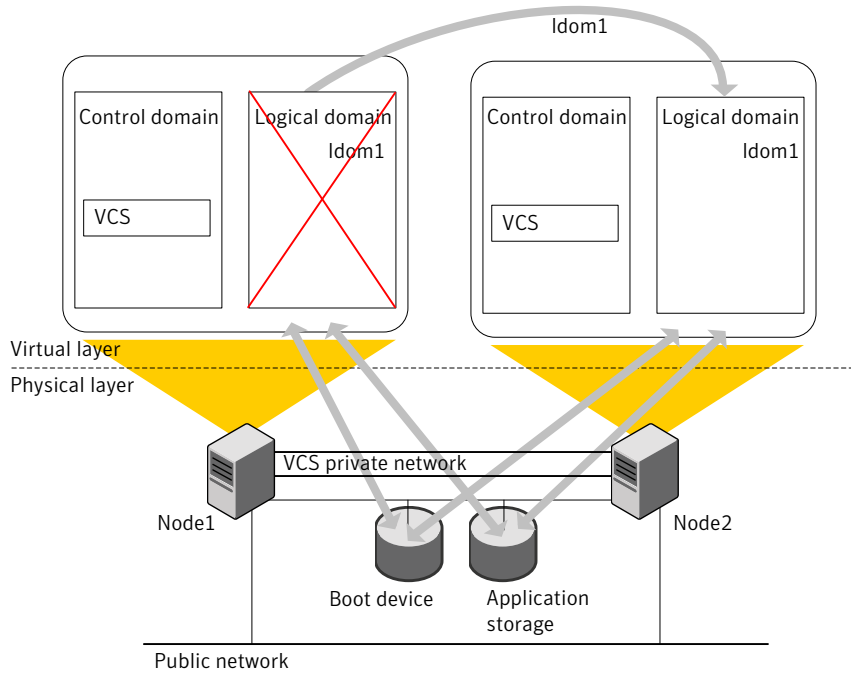 ldom1
Control domain
Logical domain
ldom1
VCS
Control domain
Logical domain
ldom1
VCS
Virtual layer
Physical layer
VCS private network
Node1
Node2
Boot device
Application
storage
Public network